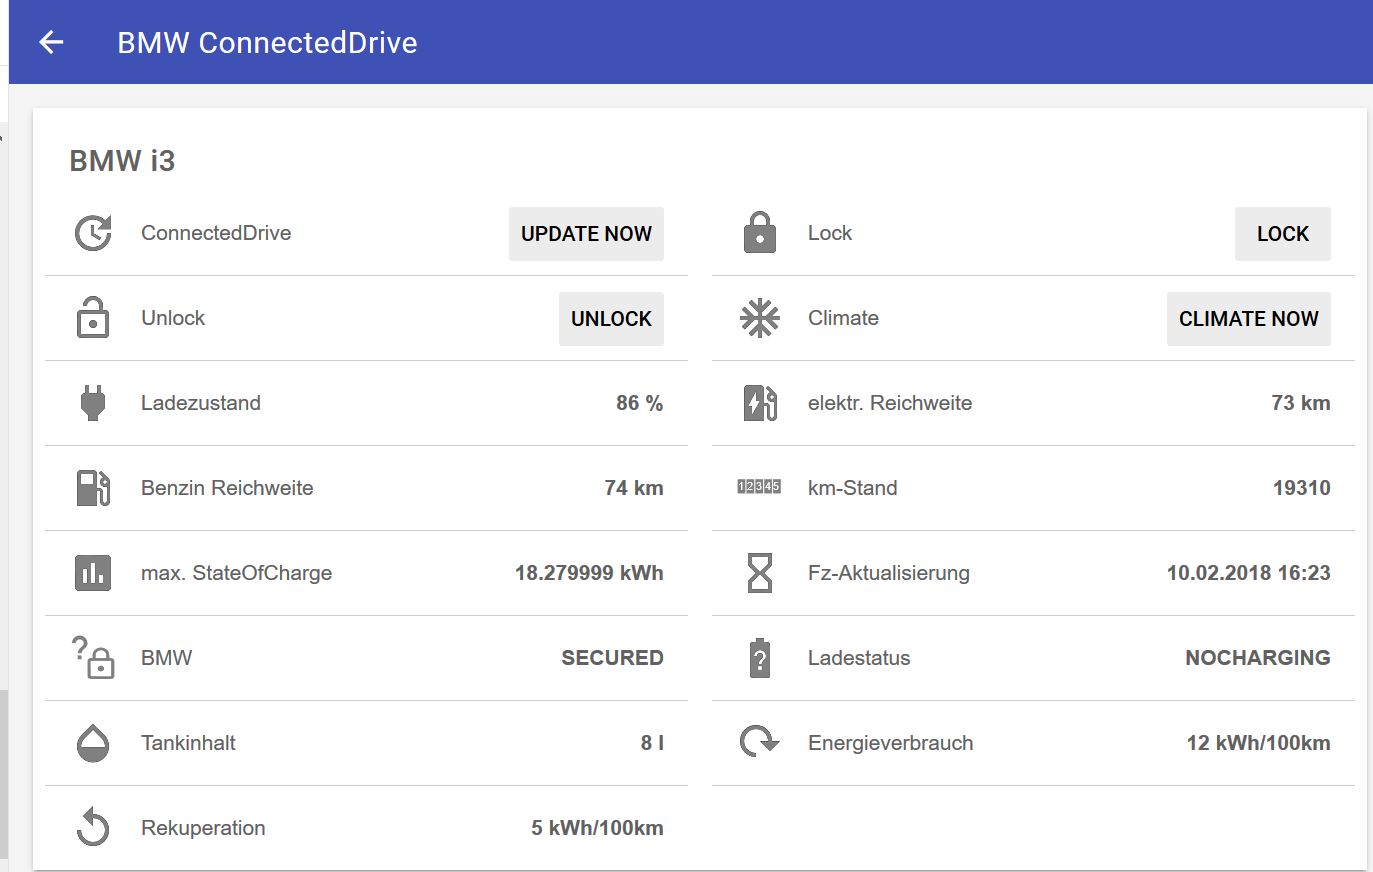 BMW ConnectedDrive
BMW i3
ConnectedDrive UPDATE NOW
Lock LOCK
Unlock UNLOCK
Climate CLIMATE NOW
Ladezustand 86 %
elektr. Reichweite 73 km
Benzin Reichweite 74 km
12345 km-Stand 19310
max. StateOfCharge 18.279999 kWh
Fz-Aktualisierung 10.02.2018 16:23
? BMW SECURED
? Ladestatus NOCHARGING
Tankinhalt 8 l
Energieverbrauch 12 kWh/100km
Rekuperation 5 kWh/100km